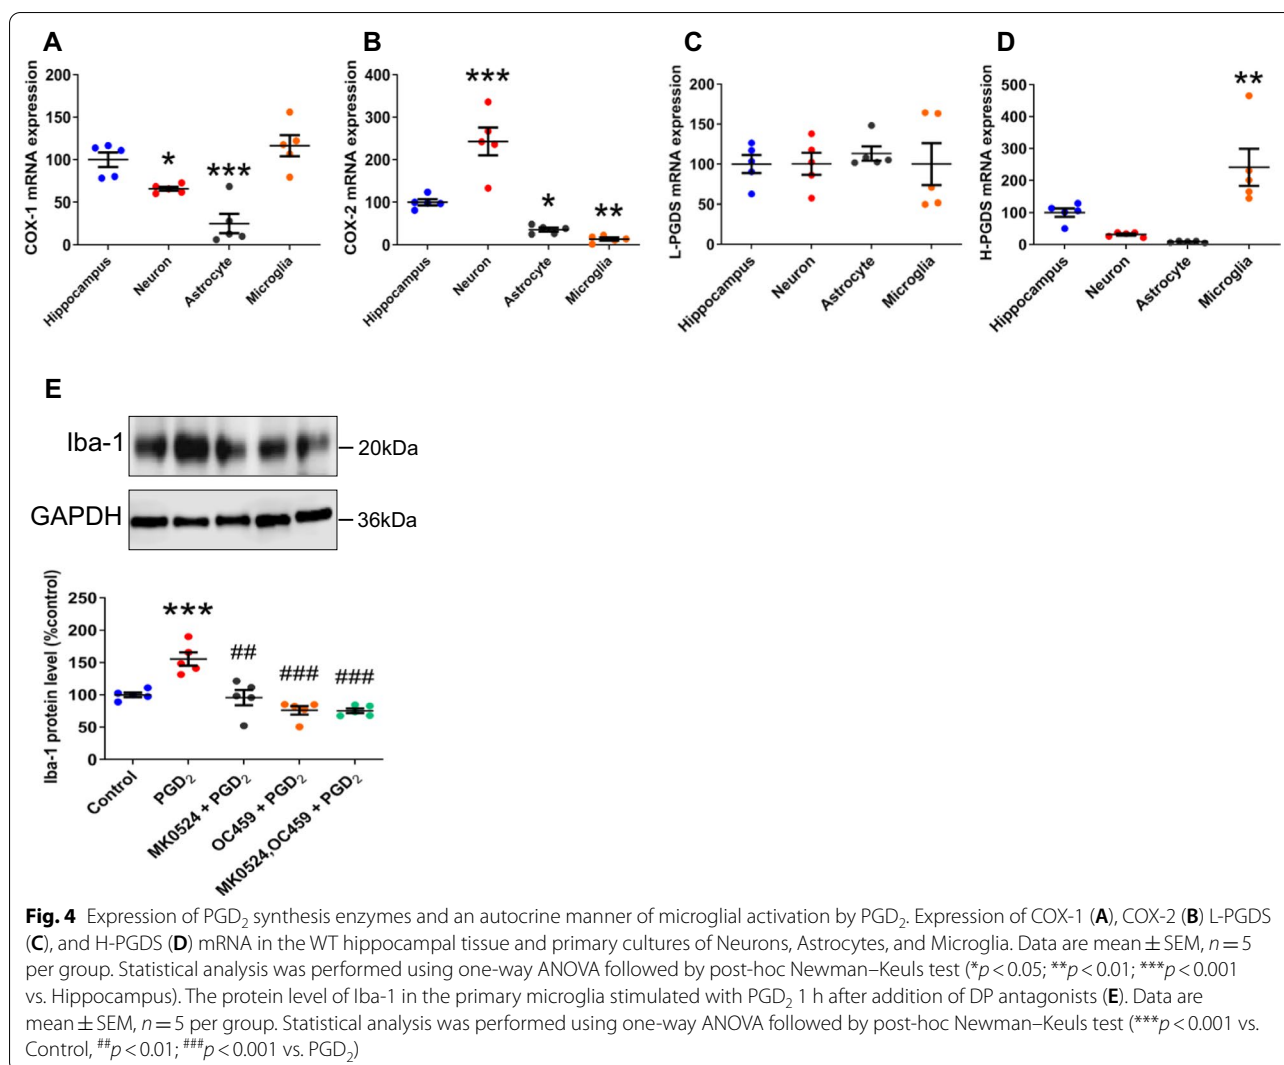 A
B
C
D
COX-1 mRNA expression
200
150
100
50
0
*
***
Hippocampus
Neuron
Astrocyte
Microglia
COX-2 mRNA expression
400
300
200
100
0
***
*
**
Hippocampus
Neuron
Astrocyte
Microglia
L-PGDS mRNA expression
200
150
100
50
0
Hippocampus
Neuron
Astrocyte
Microglia
H-PGDS mRNA expression
500
400
300
200
100
0
**
Hippocampus
Neuron
Astrocyte
Microglia
E
Iba-1
20kDa
GAPDH
36kDa
Iba-1 protein level (%control)
250
200
150
100
50
0
***
##
###
###
Control
PGD₂
MK0524 + PGD₂
OC459 + PGD₂
MK0524,OC459 + PGD₂
Fig. 4 Expression of PGD₂ synthesis enzymes and an autocrine manner of microglial activation by PGD₂. Expression of COX-1 (A), COX-2 (B) L-PGDS
(C), and H-PGDS (D) mRNA in the WT hippocampal tissue and primary cultures of Neurons, Astrocytes, and Microglia. Data are mean ± SEM, n = 5
per group. Statistical analysis was performed using one-way ANOVA followed by post-hoc Newman–Keuls test (*p < 0.05; **p < 0.01; ***p < 0.001
vs. Hippocampus). The protein level of Iba-1 in the primary microglia stimulated with PGD₂ 1 h after addition of DP antagonists (E). Data are
mean ± SEM, n = 5 per group. Statistical analysis was performed using one-way ANOVA followed by post-hoc Newman–Keuls test (***p < 0.001 vs.
Control, ##p < 0.01; ###p < 0.001 vs. PGD₂)